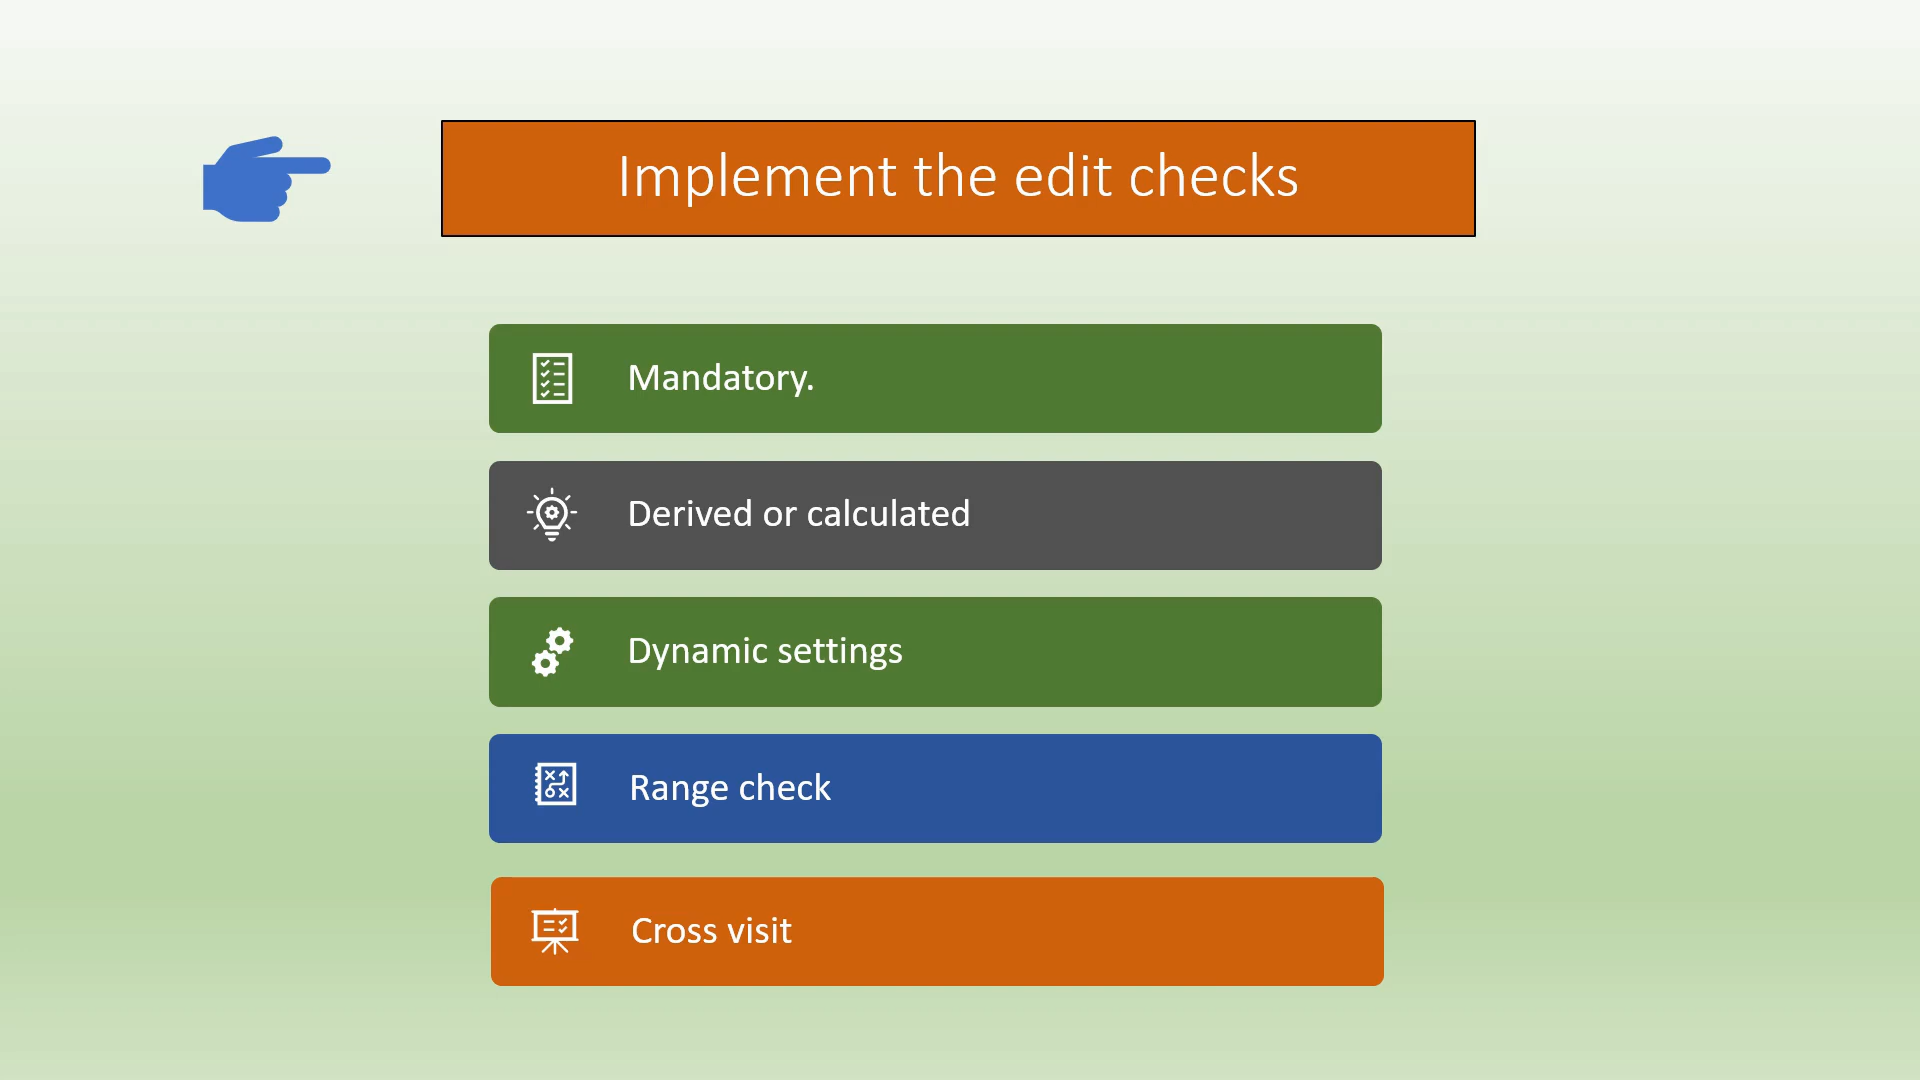 Implement the edit checks
Mandatory.
Derived or calculated
Dynamic settings
Range check
Cross visit